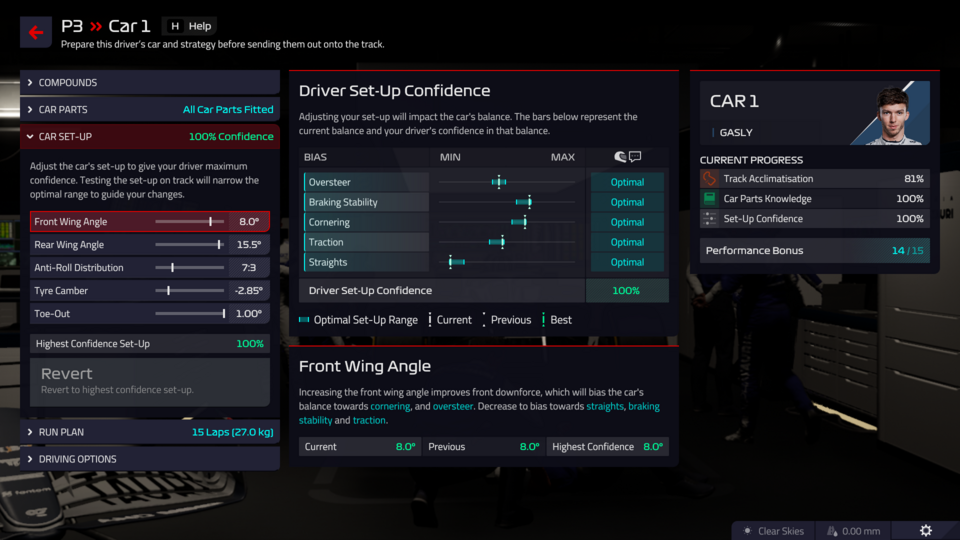 P3 » Car 1 H Help
Prepare this driver's car and strategy before sending them out onto the track.
COMPOUNDS
CAR PARTS All Car Parts Fitted
CAR SET-UP 100% Confidence
Adjust the car's set-up to give your driver maximum
confidence. Testing the set-up on track will narrow the
optimal range to guide your changes.
Front Wing Angle 8.0°
Rear Wing Angle 15.5°
Anti-Roll Distribution 7:3
Tyre Camber -2.85°
Toe-Out 1.00°
Highest Confidence Set-Up 100%
Revert
Revert to highest confidence set-up.
RUN PLAN 15 Laps (27.0 kg)
DRIVING OPTIONS
Driver Set-Up Confidence
Adjusting your set-up will impact the car's balance. The bars below represent the
current balance and your driver's confidence in that balance.
BIAS MIN MAX
Oversteer Optimal
Braking Stability Optimal
Cornering Optimal
Traction Optimal
Straights Optimal
Driver Set-Up Confidence 100%
Optimal Set-Up Range Current Previous Best
Front Wing Angle
Increasing the front wing angle improves front downforce, which will bias the car's
balance towards cornering, and oversteer. Decrease to bias towards straights, braking
stability and traction.
Current 8.0° Previous 8.0° Highest Confidence 8.0°
CAR 1
GASLY
CURRENT PROGRESS
Track Acclimatisation 81%
Car Parts Knowledge 100%
Set-Up Confidence 100%
Performance Bonus 14 / 15
Clear Skies 0.00 mm